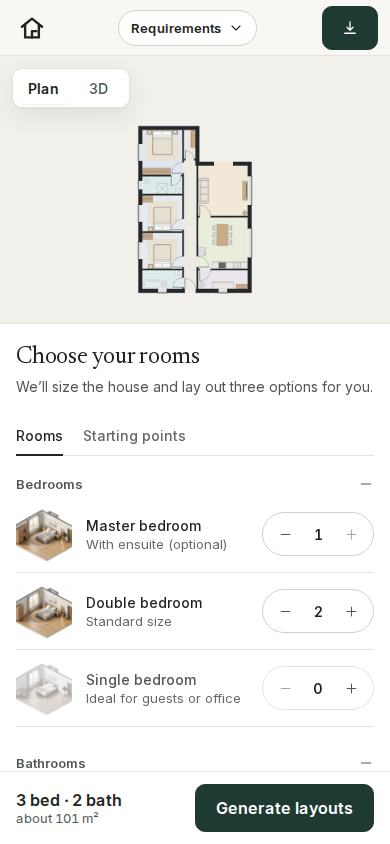 Requirements
Plan
3D
Choose your rooms
We’ll size the house and lay out three options for you.
Rooms
Starting points
Bedrooms
Master bedroom
With ensuite (optional)
1
Double bedroom
Standard size
2
Single bedroom
Ideal for guests or office
0
Bathrooms
3 bed · 2 bath
about 101 m²
Generate layouts